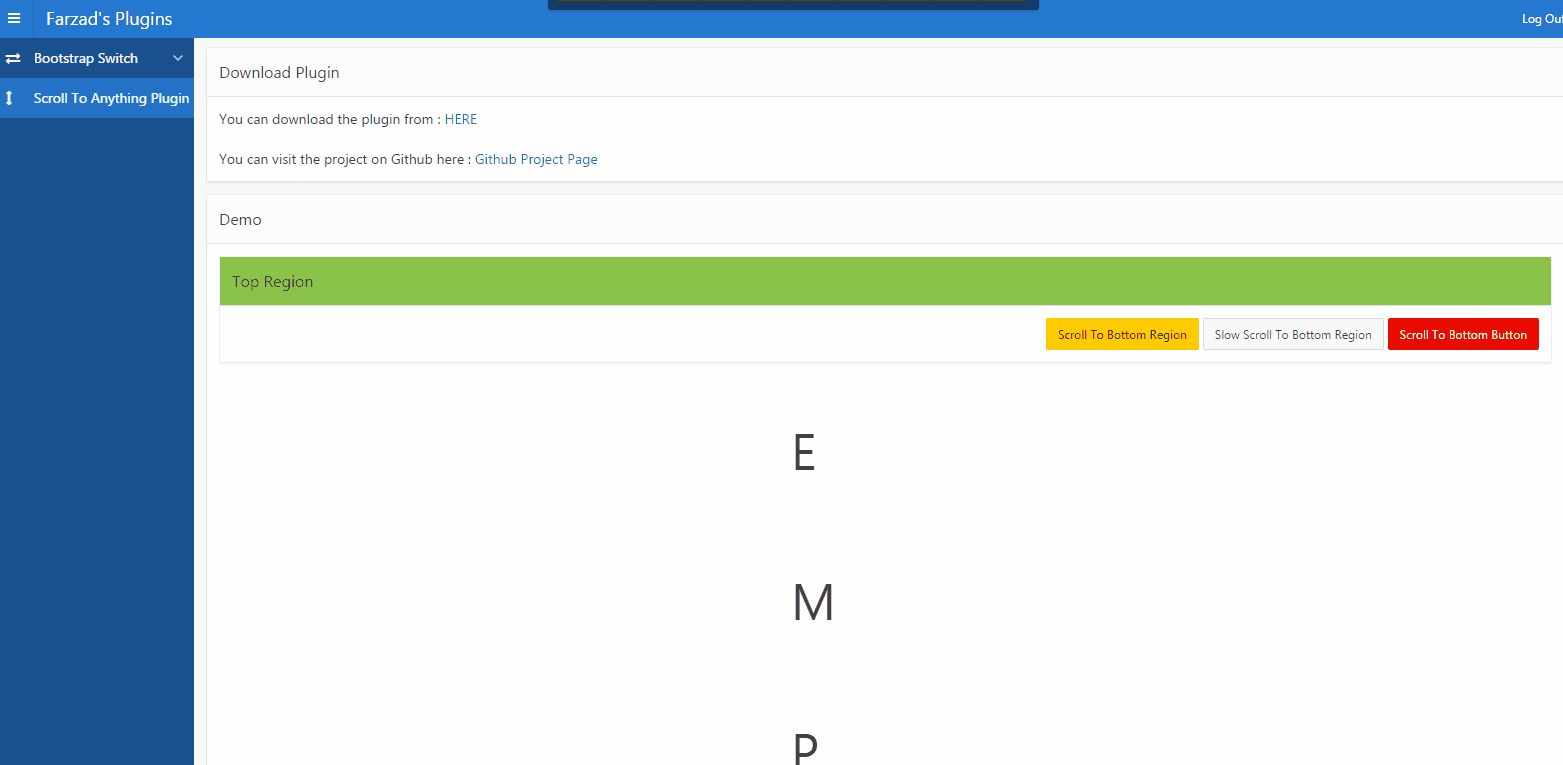 Farzad's Plugins
Log Out
Bootstrap Switch
Scroll To Anything Plugin
Download Plugin
You can download the plugin from : HERE
You can visit the project on Github here : Github Project Page
Demo
Top Region
Scroll To Bottom Region Slow Scroll To Bottom Region Scroll To Bottom Button
E
M
P